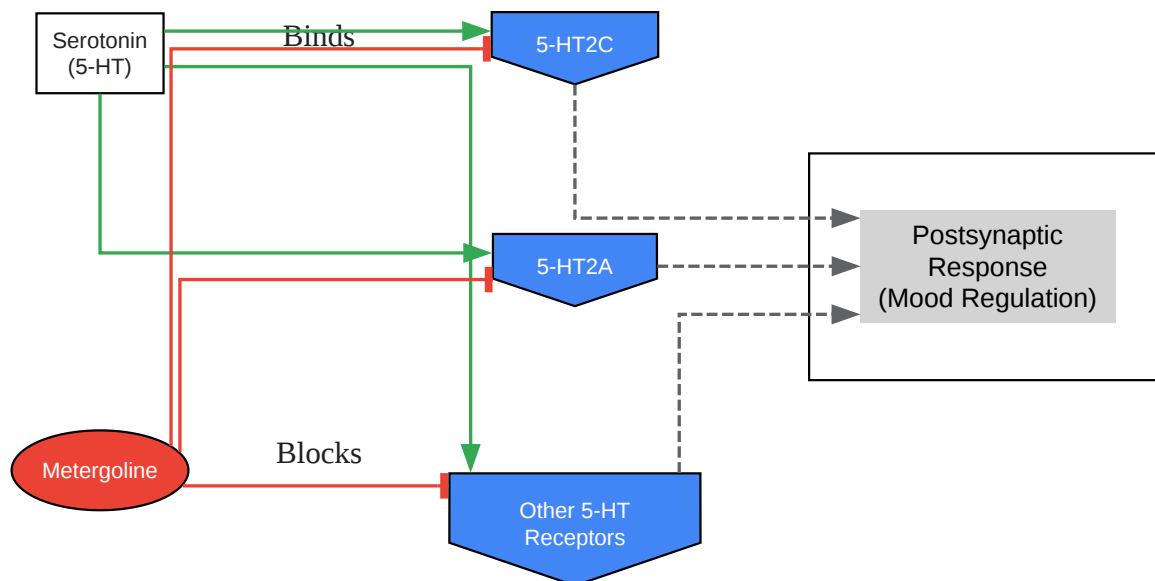 Serotonin
(5-HT)
Binds
5-HT2C
5-HT2A
Postsynaptic
Response
(Mood Regulation)
Metergoline
Blocks
Other 5-HT
Receptors